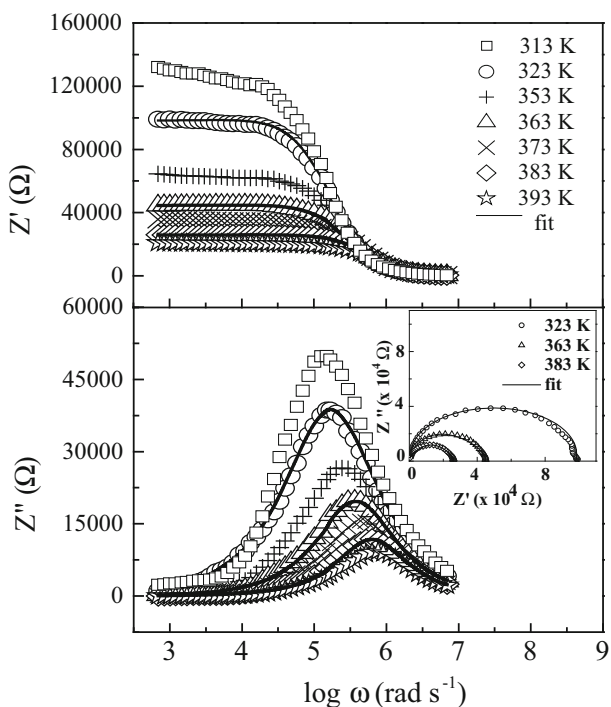 160000
120000
80000
40000
0
Z' (Ω)
313 K
323 K
353 K
363 K
373 K
383 K
393 K
fit
60000
45000
30000
15000
0
Z'' (Ω)
8
4
0
Z'' (x 10⁴ Ω)
323 K
363 K
383 K
fit
0 4 8
Z' (x 10⁴ Ω)
3 4 5 6 7 8 9
log ω (rad s⁻¹)